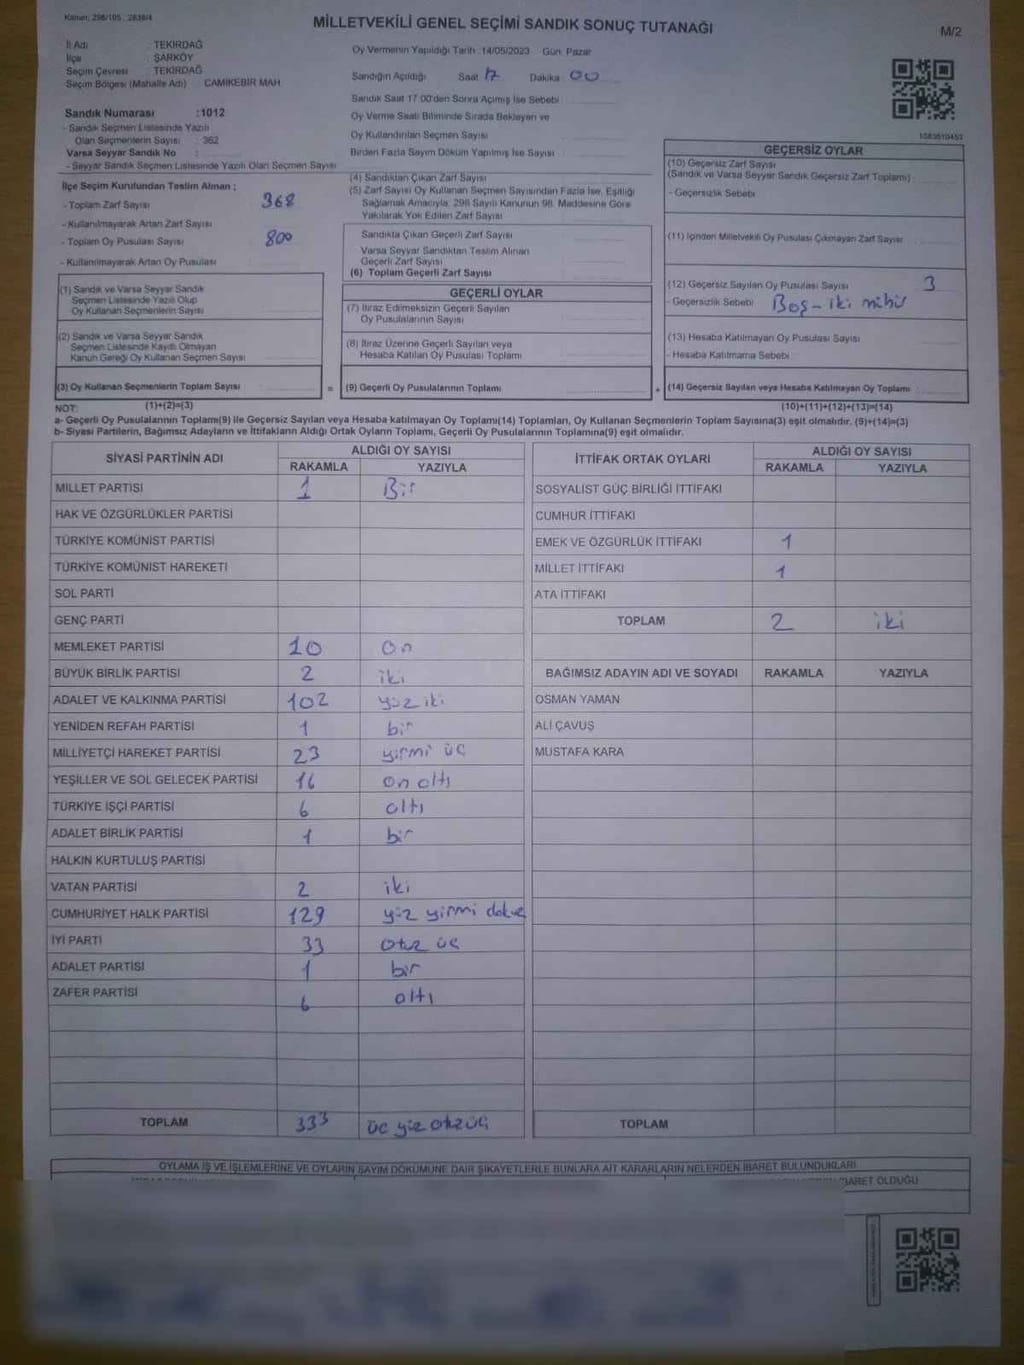 Kanun: 298/105, 2839/4
MİLLETVEKİLİ GENEL SEÇİMİ SANDIK SONUÇ TUTANAĞI
M/2
İl Adı TEKİRDAĞ
İlçe ŞARKÖY
Seçim Çevresi TEKİRDAĞ
Seçim Bölgesi (Mahalle Adı) CAMİKEBİR MAH
Sandık Numarası :1012
- Sandık Seçmen Listesinde Yazılı
Olan Seçmenlerin Sayısı : 362
Varsa Seyyar Sandık No :
- Seyyar Sandık Seçmen Listesinde Yazılı Olan Seçmen Sayısı
Oy Vermenin Yapıldığı Tarih :14/05/2023 Gün: Pazar
Sandığın Açıldığı Saat 17 Dakika 00
Sandık Saat 17:00'den Sonra Açılmış İse Sebebi
Oy Verme Saati Bitiminde Sırada Bekleyen ve
Oy Kullandırılan Seçmen Sayısı
Birden Fazla Sayım Döküm Yapılmış İse Sayısı
İlçe Seçim Kurulundan Teslim Alınan ;
- Toplam Zarf Sayısı 368
- Kullanılmayarak Artan Zarf Sayısı
- Toplam Oy Pusulası Sayısı 800
- Kullanılmayarak Artan Oy Pusulası
(1) Sandık ve Varsa Seyyar Sandık
Seçmen Listesinde Yazılı Olup
Oy Kullanan Seçmenlerin Sayısı
(2) Sandık ve Varsa Seyyar Sandık
Seçmen Listesinde Kayıtlı Olmayan
Kanun Gereği Oy Kullanan Seçmen Sayısı
(3) Oy Kullanan Seçmenlerin Toplam Sayısı
(4) Sandıktan Çıkan Zarf Sayısı
(5) Zarf Sayısı Oy Kullanan Seçmen Sayısından Fazla İse, Eşitliği
Sağlamak Amacıyla, 298 Sayılı Kanunun 98. Maddesine Göre
Yakılarak Yok Edilen Zarf Sayısı
Sandıkta Çıkan Geçerli Zarf Sayısı
Varsa Seyyar Sandıktan Teslim Alınan
Geçerli Zarf Sayısı
(6) Toplam Geçerli Zarf Sayısı
GEÇERLİ OYLAR
(7) İtiraz Edilmeksizin Geçerli Sayılan
Oy Pusulalarının Sayısı
(8) İtiraz Üzerine Geçerli Sayılan veya
Hesaba Katılan Oy Pusulası Toplamı
= (9) Geçerli Oy Pusulalarının Toplamı
GEÇERSİZ OYLAR
(10) Geçersiz Zarf Sayısı
(Sandık ve Varsa Seyyar Sandık Geçersiz Zarf Toplamı)
- Geçersizlik Sebebi
(11) İçinden Milletvekili Oy Pusulası Çıkmayan Zarf Sayısı
(12) Geçersiz Sayılan Oy Pusulası Sayısı 3
- Geçersizlik Sebebi Boş - iki mühür
(13) Hesaba Katılmayan Oy Pusulası Sayısı
- Hesaba Katılmama Sebebi
+ (14) Geçersiz Sayılan veya Hesaba Katılmayan Oy Toplamı
NOT: (1)+(2)=(3)
(10)+(11)+(12)+(13)=(14)
a- Geçerli Oy Pusulalarının Toplamı(9) ile Geçersiz Sayılan veya Hesaba katılmayan Oy Toplamı(14) Toplamları, Oy Kullanan Seçmenlerin Toplam Sayısına(3) eşit olmalıdır. (9)+(14)=(3)
b- Siyasi Partilerin, Bağımsız Adayların ve İttifakların Aldığı Ortak Oyların Toplamı, Geçerli Oy Pusulalarının Toplamına(9) eşit olmalıdır.
SİYASİ PARTİNİN ADI ALDIĞI OY SAYISI
RAKAMLA YAZIYLA
MİLLET PARTİSİ 1 Bir
HAK VE ÖZGÜRLÜKLER PARTİSİ
TÜRKİYE KOMÜNİST PARTİSİ
TÜRKİYE KOMÜNİST HAREKETİ
SOL PARTİ
GENÇ PARTİ
MEMLEKET PARTİSİ 10 on
BÜYÜK BİRLİK PARTİSİ 2 iki
ADALET VE KALKINMA PARTİSİ 102 yüz iki
YENİDEN REFAH PARTİSİ 1 bir
MİLLİYETÇİ HAREKET PARTİSİ 23 yirmi üç
YEŞİLLER VE SOL GELECEK PARTİSİ 16 on altı
TÜRKİYE İŞÇİ PARTİSİ 6 altı
ADALET BİRLİK PARTİSİ 1 bir
HALKIN KURTULUŞ PARTİSİ
VATAN PARTİSİ 2 iki
CUMHURİYET HALK PARTİSİ 129 yüz yirmi dokuz
İYİ PARTİ 33 otuz üç
ADALET PARTİSİ 1 bir
ZAFER PARTİSİ 6 altı
TOPLAM 333 üç yüz otuz üç
İTTİFAK ORTAK OYLARI ALDIĞI OY SAYISI
RAKAMLA YAZIYLA
SOSYALİST GÜÇ BİRLİĞİ İTTİFAKI
CUMHUR İTTİFAKI
EMEK VE ÖZGÜRLÜK İTTİFAKI 1
MİLLET İTTİFAKI 1
ATA İTTİFAKI
TOPLAM 2 iki
BAĞIMSIZ ADAYIN ADI VE SOYADI RAKAMLA YAZIYLA
OSMAN YAMAN
ALİ ÇAVUŞ
MUSTAFA KARA
TOPLAM
OYLAMA İŞ VE İŞLEMLERİNE VE OYLARIN SAYIM DÖKÜMÜNE DAİR ŞİKAYETLERLE BUNLARA AİT KARARLARIN NELERDEN İBARET BULUNDUKLARI
İBARET OLDUĞU